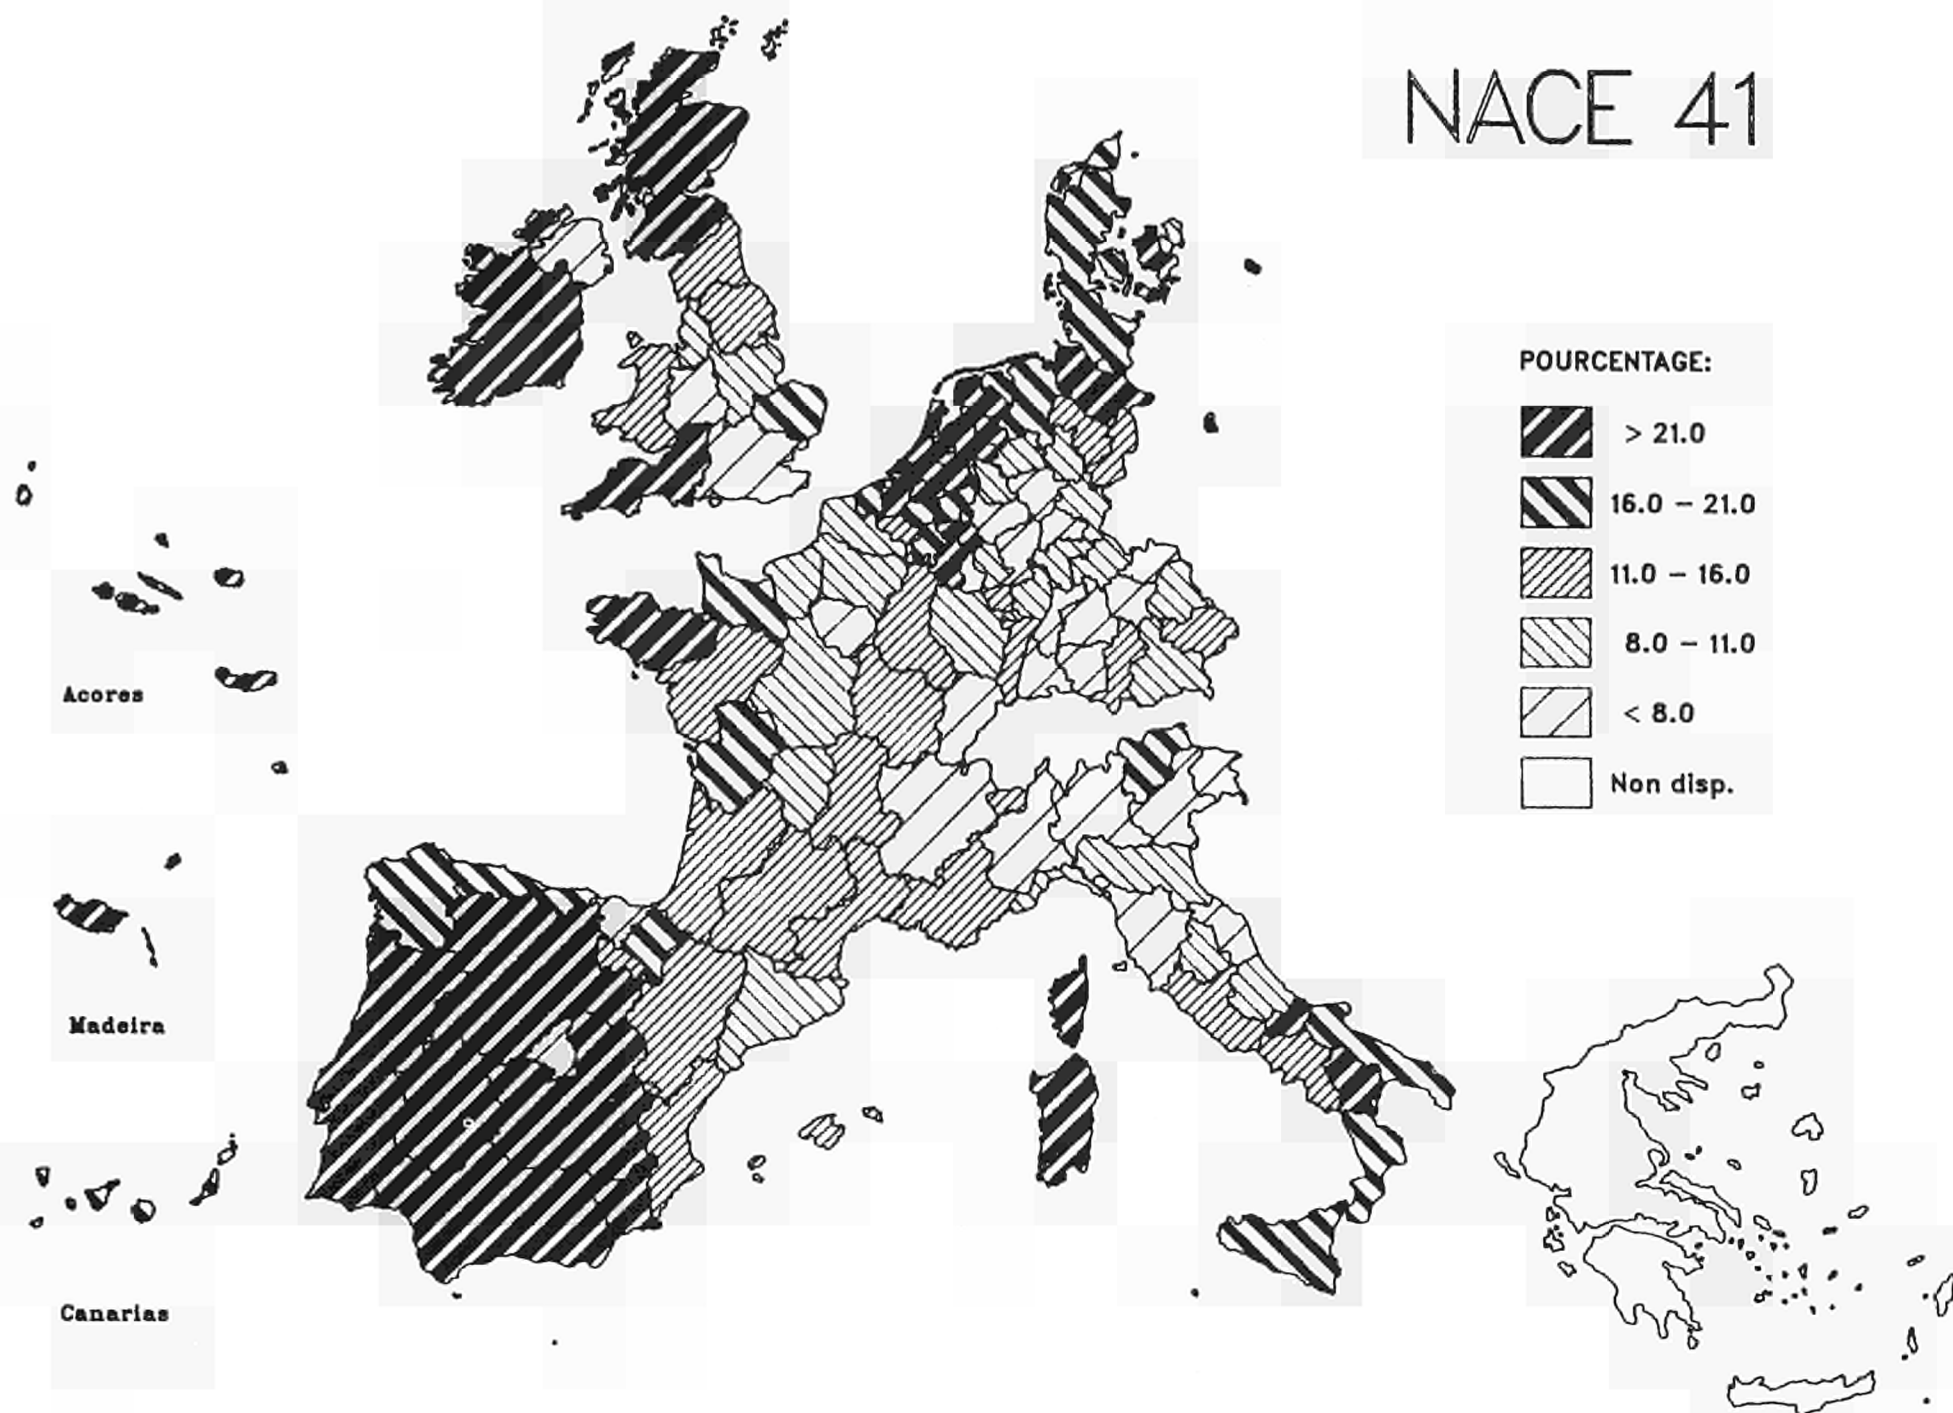 NACE 41
POURCENTAGE:
> 21.0
16.0 – 21.0
11.0 – 16.0
8.0 – 11.0
< 8.0
Non disp.
Acores
Madeira
Canarias